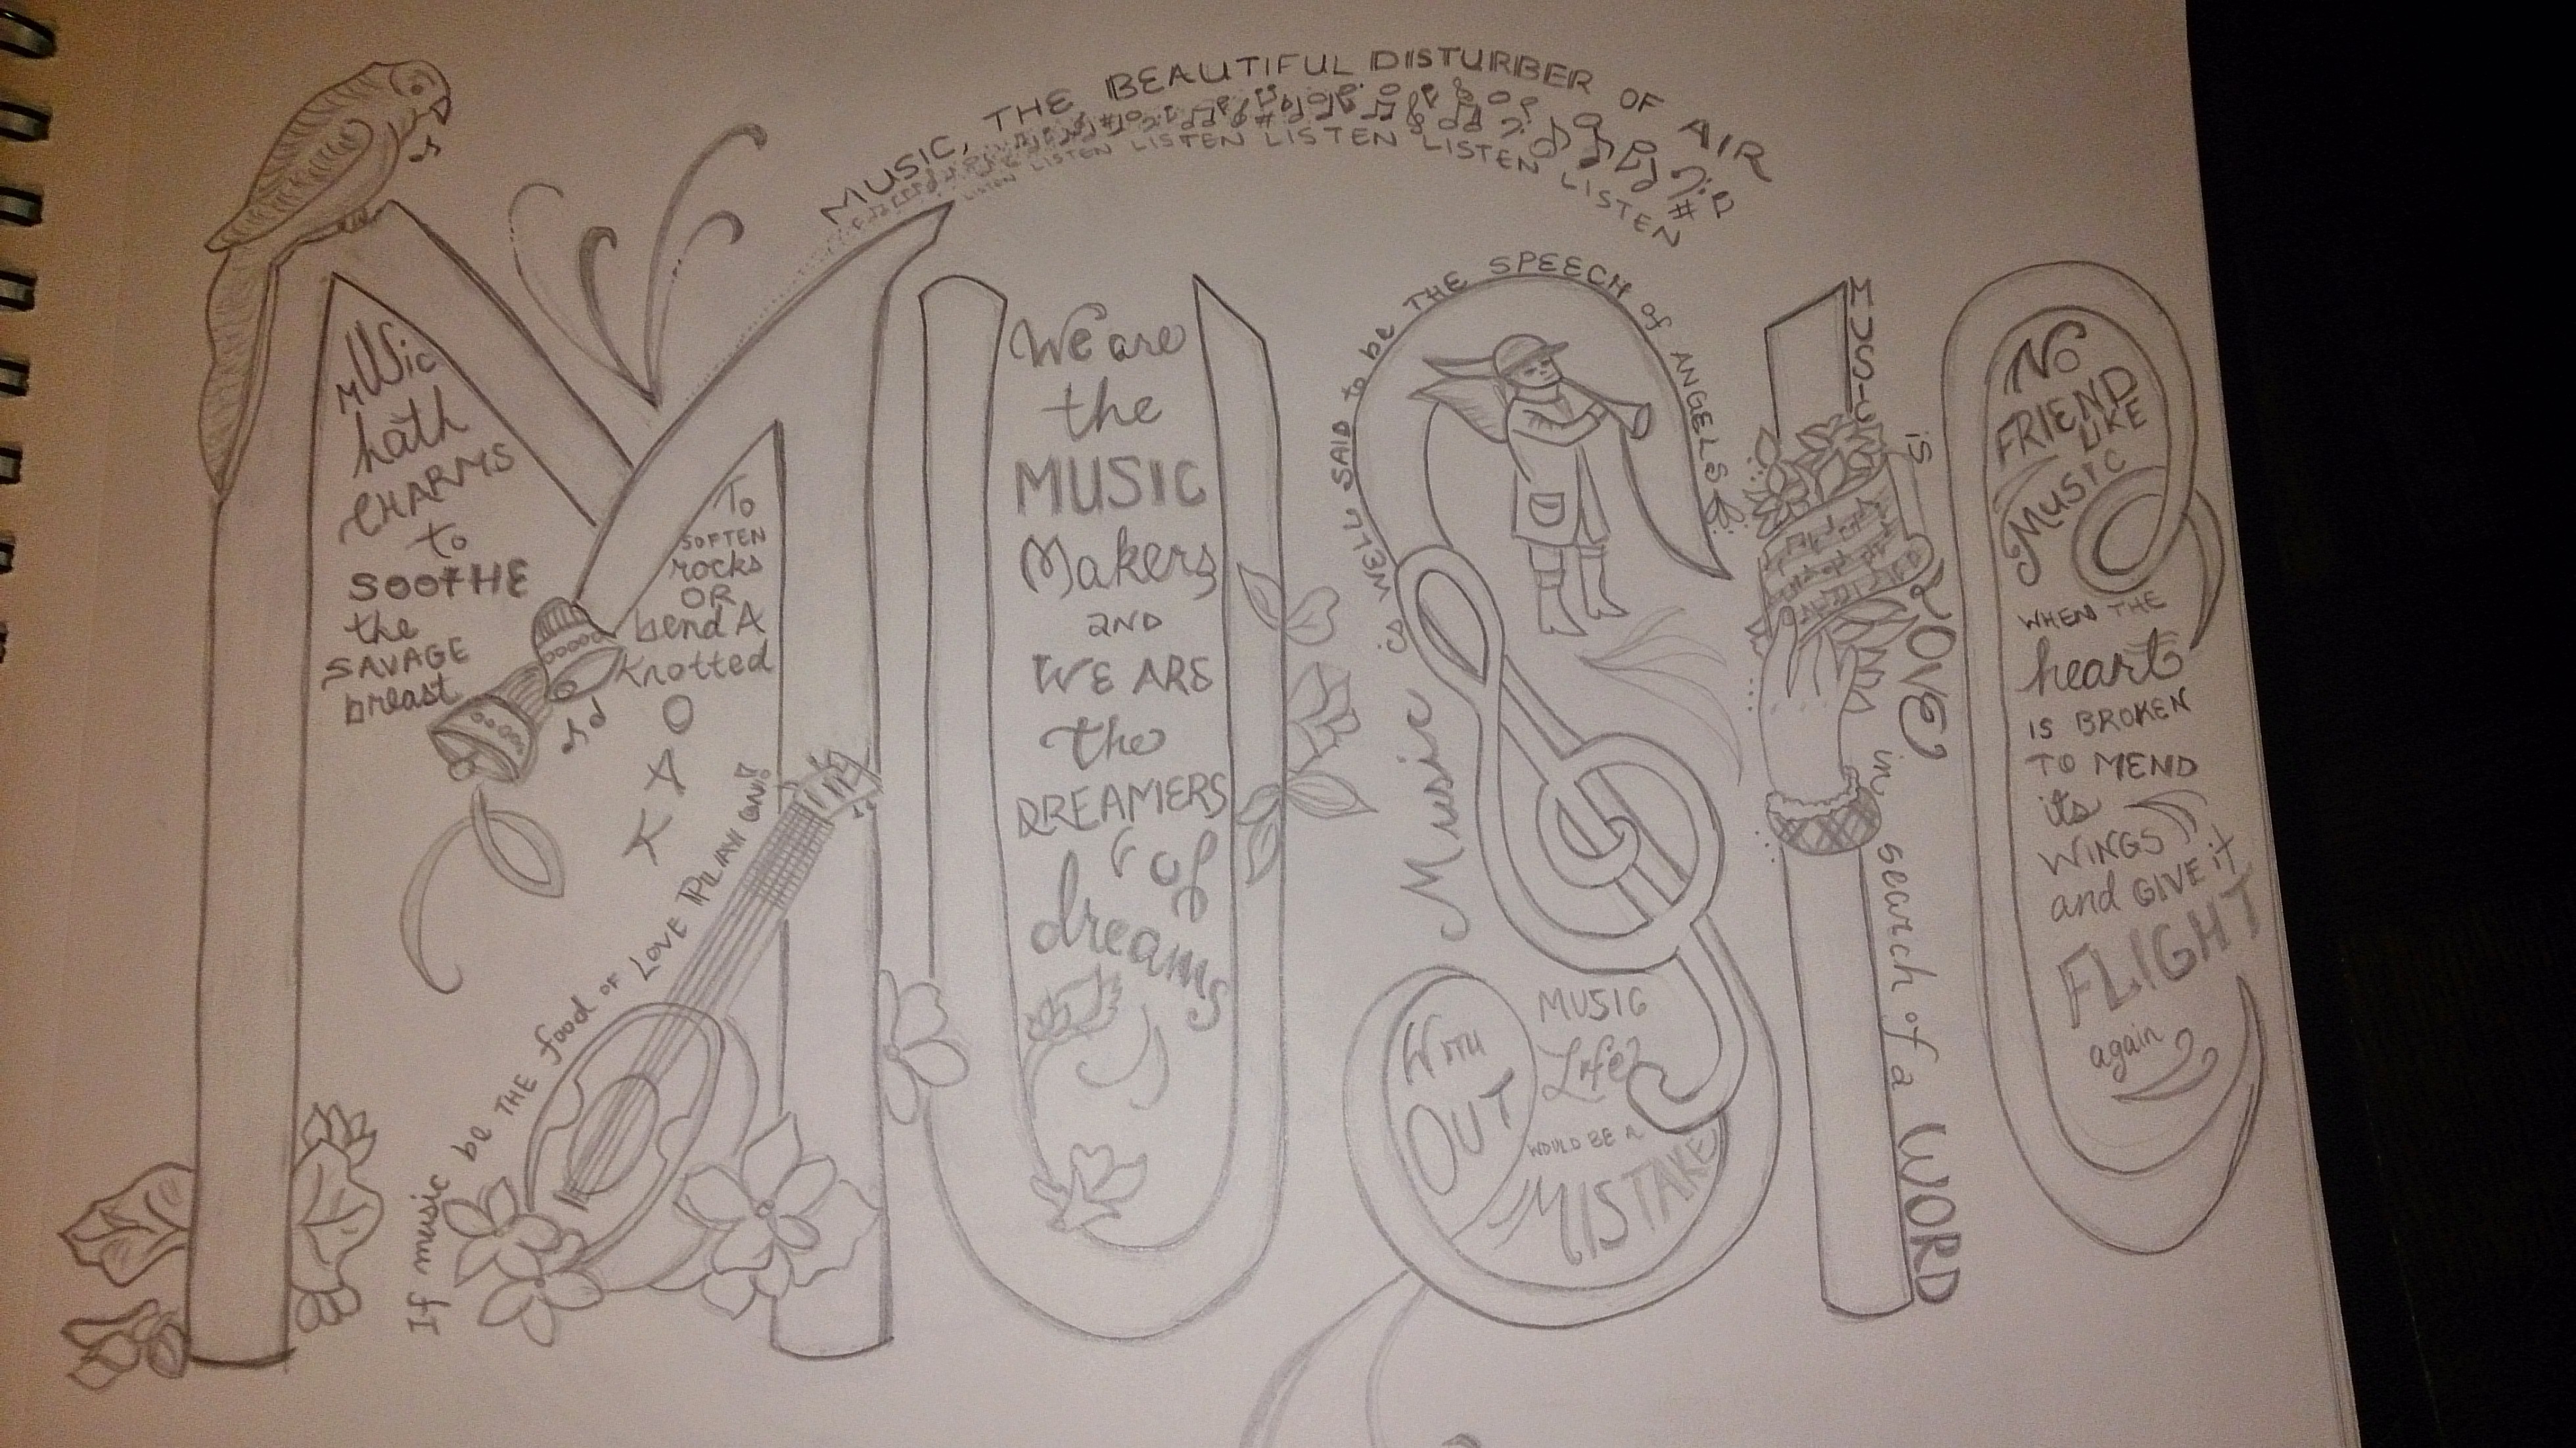 MUSIC, THE BEAUTIFUL DISTURBER OF AIR
LISTEN LISTEN LISTEN LISTEN LISTEN LISTEN LISTEN LISTEN
MUSic
hath
CHARMS
to
SOOTHE
the
SAVAGE
breast
To
SOFTEN
rocks
OR
bend A
Knotted
O
A
K
If music be THE food OF LOVE PLAY ON!
We are
the
MUSIC
Makers
AND
WE ARE
the
DREAMERS
of
dreams
Music is WELL SAID to be THE SPEECH of ANGELS
WITH
OUT
MUSIC
Life
WOULD BE A
MISTAKE
MUSIC is LOVE in search of a WORD
NO
FRIEND
LIKE
MUSIC
WHEN THE
heart
IS BROKEN
TO MEND
its
WINGS
and GIVE it
FLIGHT
again